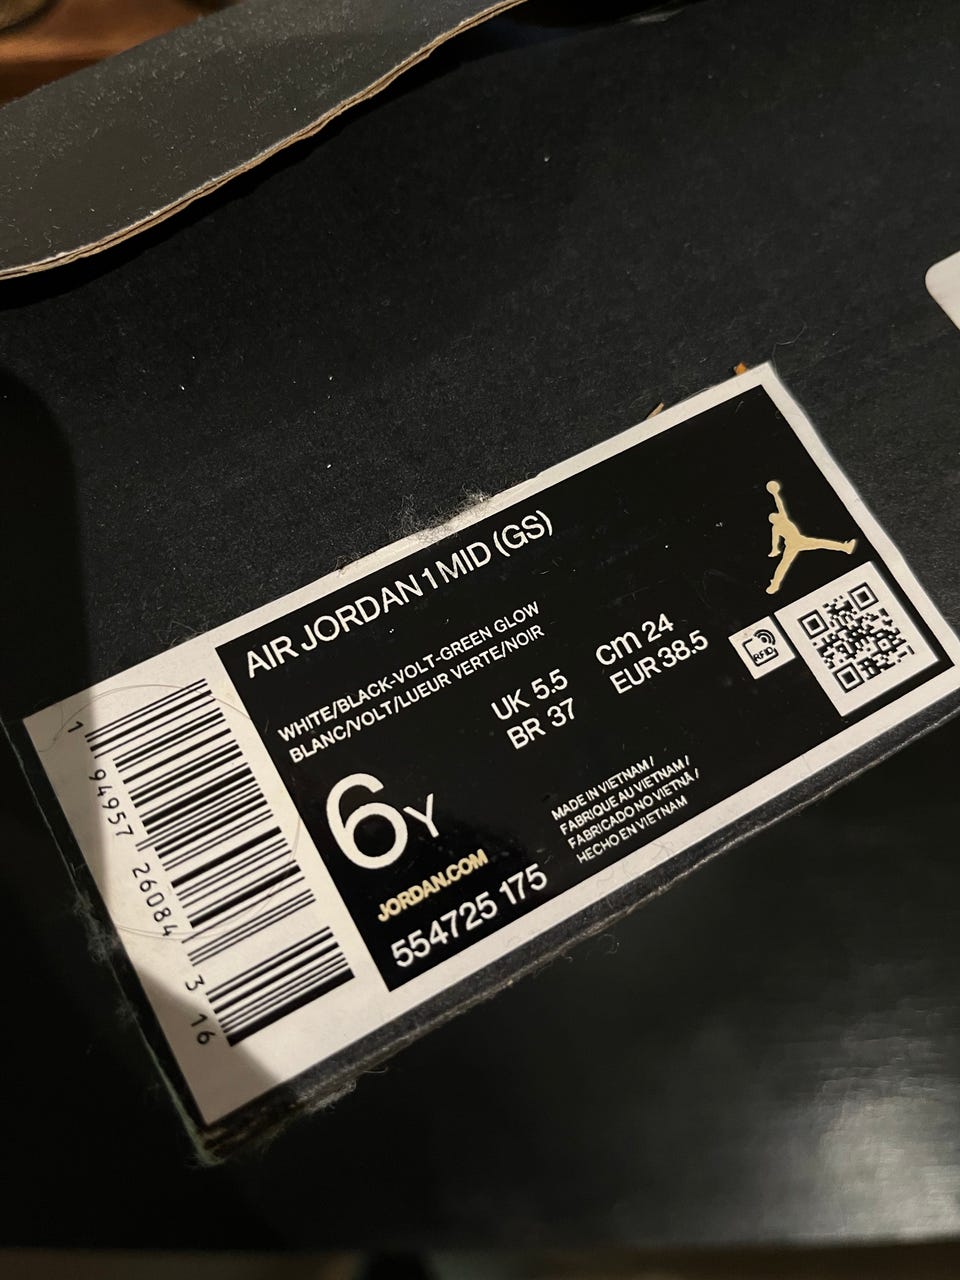 AIR JORDAN 1 MID (GS)
WHITE/BLACK-VOLT-GREEN GLOW
BLANC/VOLT/LUEUR VERTE/NOIR
UK 5.5
BR 37
cm 24
EUR 38.5
RFID
6Y
JORDAN.COM
554725 175
MADE IN VIETNAM /
FABRIQUE AU VIETNAM /
FABRICADO NO VIETNÃ /
HECHO EN VIETNAM
1 94957 26084 3 16